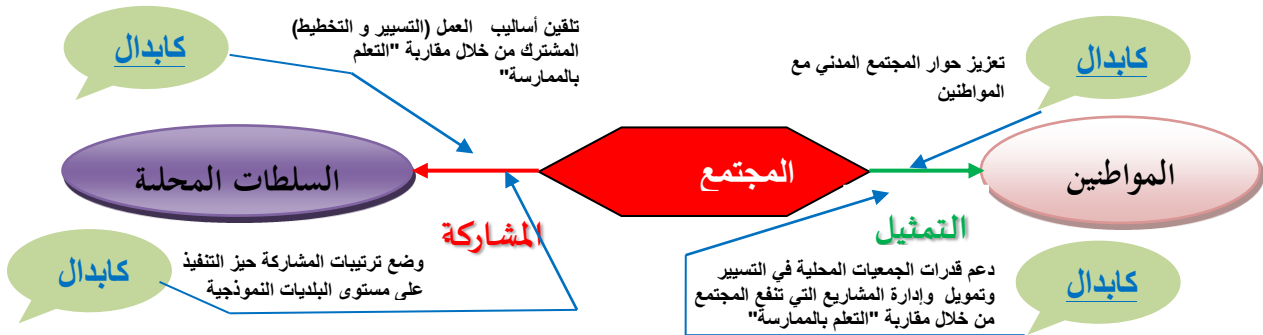 كابدال
تعزيز حوار المجتمع المدني مع
المواطنين
تلقين أساليب العمل (التسيير و التخطيط)
المشترك من خلال مقاربة "التعلم
بالممارسة"
كابدال
المواطنين
المجتمع
السلطات المحلية
التمثيل
المشاركة
كابدال
دعم قدرات الجمعيات المحلية في التسيير
وتمويل وإدارة المشاريع التي تنفع المجتمع
من خلال مقاربة "التعلم بالممارسة"
وضع ترتيبات المشاركة حيز التنفيذ
على مستوى البلديات النموذجية
كابدال